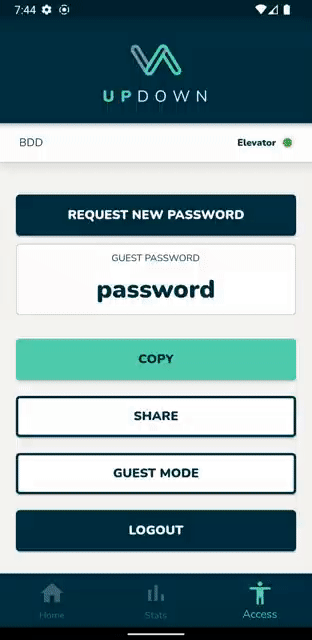 7:44
UPDOWN
BDD
Elevator
REQUEST NEW PASSWORD
GUEST PASSWORD
password
COPY
SHARE
GUEST MODE
LOGOUT
Home Stats Access